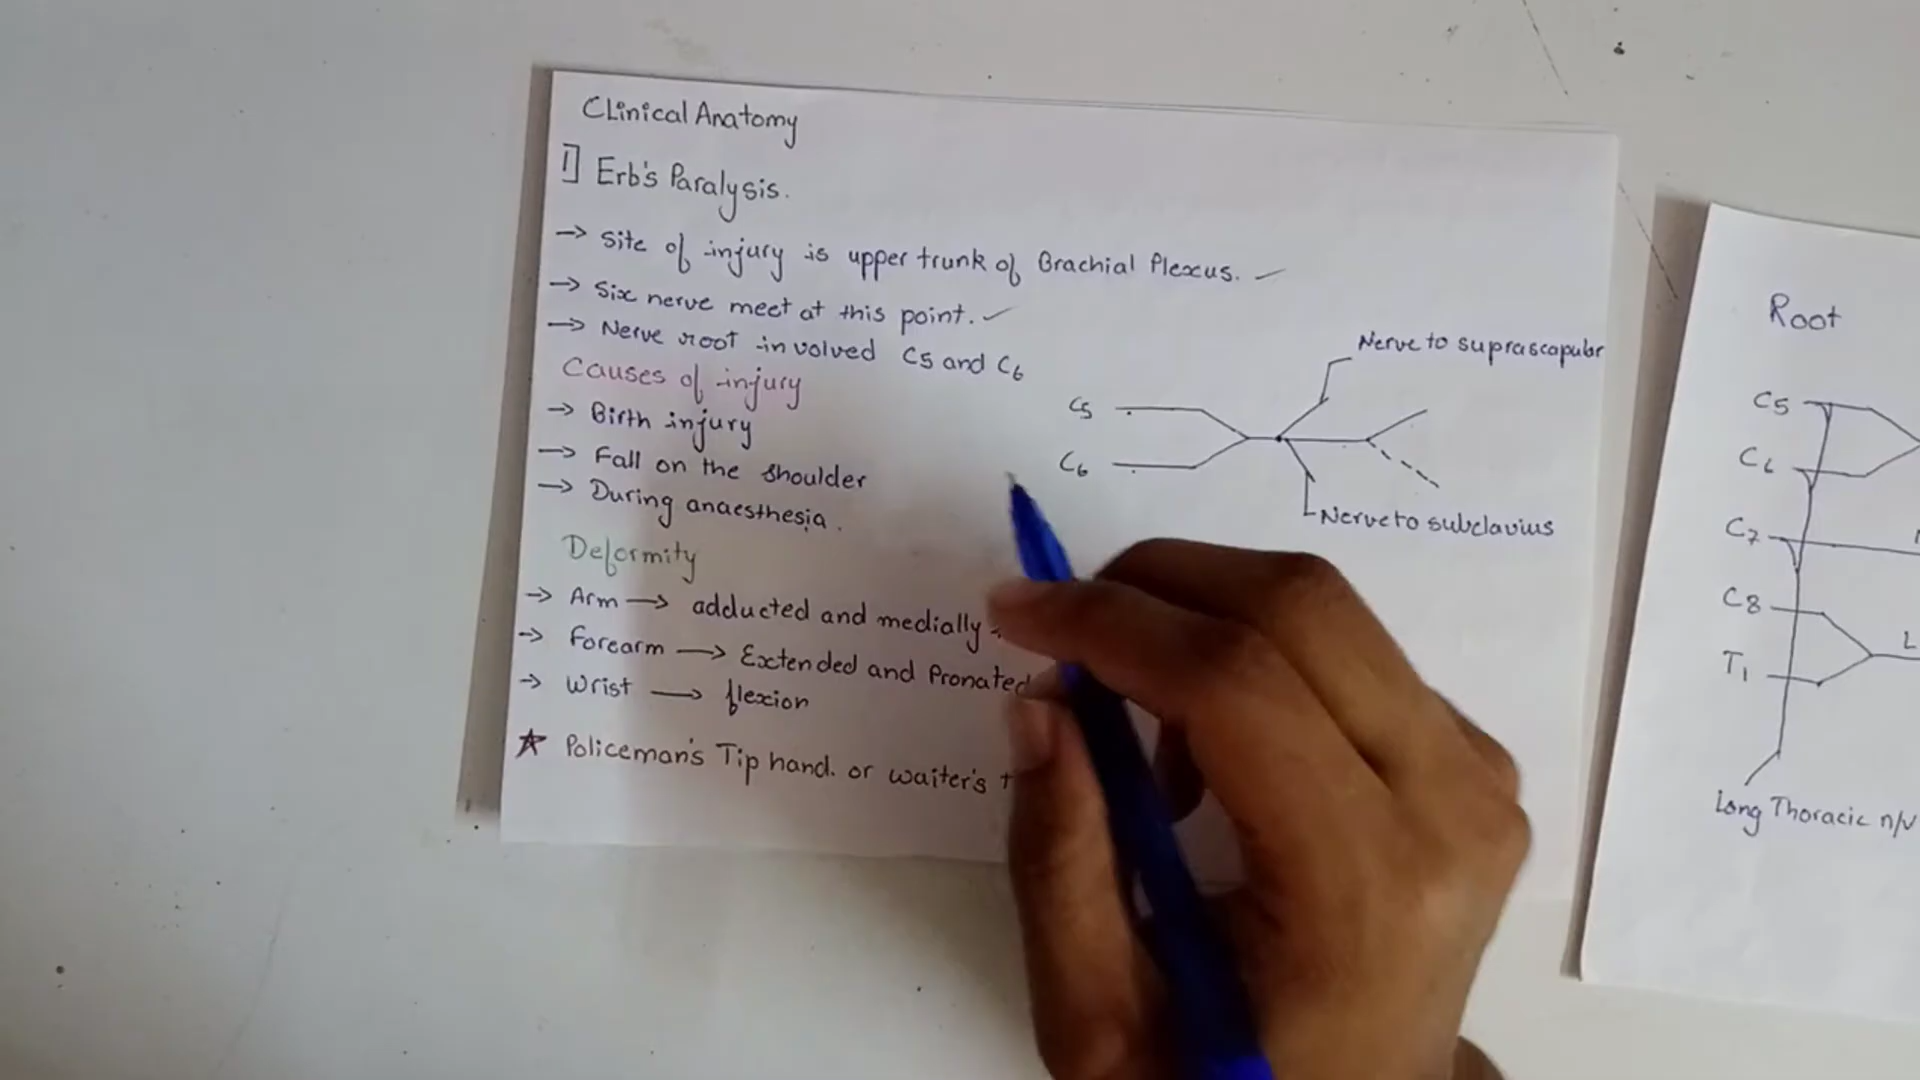 Clinical Anatomy
1] Erb's Paralysis.
→ Site of injury is upper trunk of Brachial Plexus.
→ Six nerve meet at this point.
→ Nerve root involved C5 and C6
Causes of injury
→ Birth injury
→ Fall on the shoulder
→ During anaesthesia.
Deformity
→ Arm → adducted and medially
→ Forearm → Extended and Pronated
→ Wrist → flexion
☆ Policeman's Tip hand. or waiter's
Nerve to suprascapular
C5
C6
Nerve to subclavius
Root
C5
C6
C7
C8
L
T1
Long Thoracic n/v